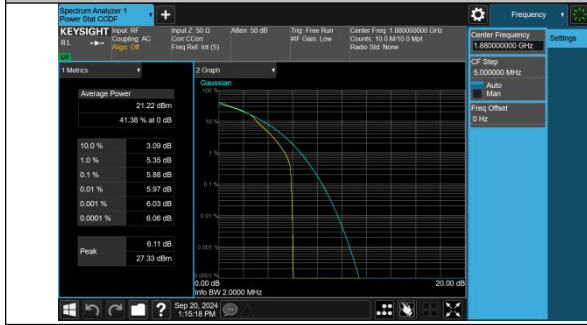 Spectrum Analyzer 1
Power Stat CCDF
+
Frequency
KEYSIGHT
RL
Input: RF
Coupling: AC
Align: Off
Input Z: 50 Ω
Corr CCorr
Freq Ref: Int (S)
Atten: 50 dB
Trig: Free Run
#IF Gain: Low
Center Freq: 1.880000000 GHz
Counts: 10.0 M/10.0 Mpt
Radio Std: None
Center Frequency
1.880000000 GHz
Settings
CF Step
5.000000 MHz
Auto
Man
Freq Offset
0 Hz
1 Metrics
Average Power
21.22 dBm
41.38 % at 0 dB
10.0 % 3.09 dB
1.0 % 5.35 dB
0.1 % 5.88 dB
0.01 % 5.97 dB
0.001 % 6.03 dB
0.0001 % 6.06 dB
Peak 6.11 dB
27.33 dBm
2 Graph
Gaussian
100 %
10 %
1 %
0.1 %
0.01 %
0.001 %
0.0001 %
0.00 dB 20.00 dB
Info BW 2.0000 MHz
?
Sep 20, 2024
1:15:18 PM